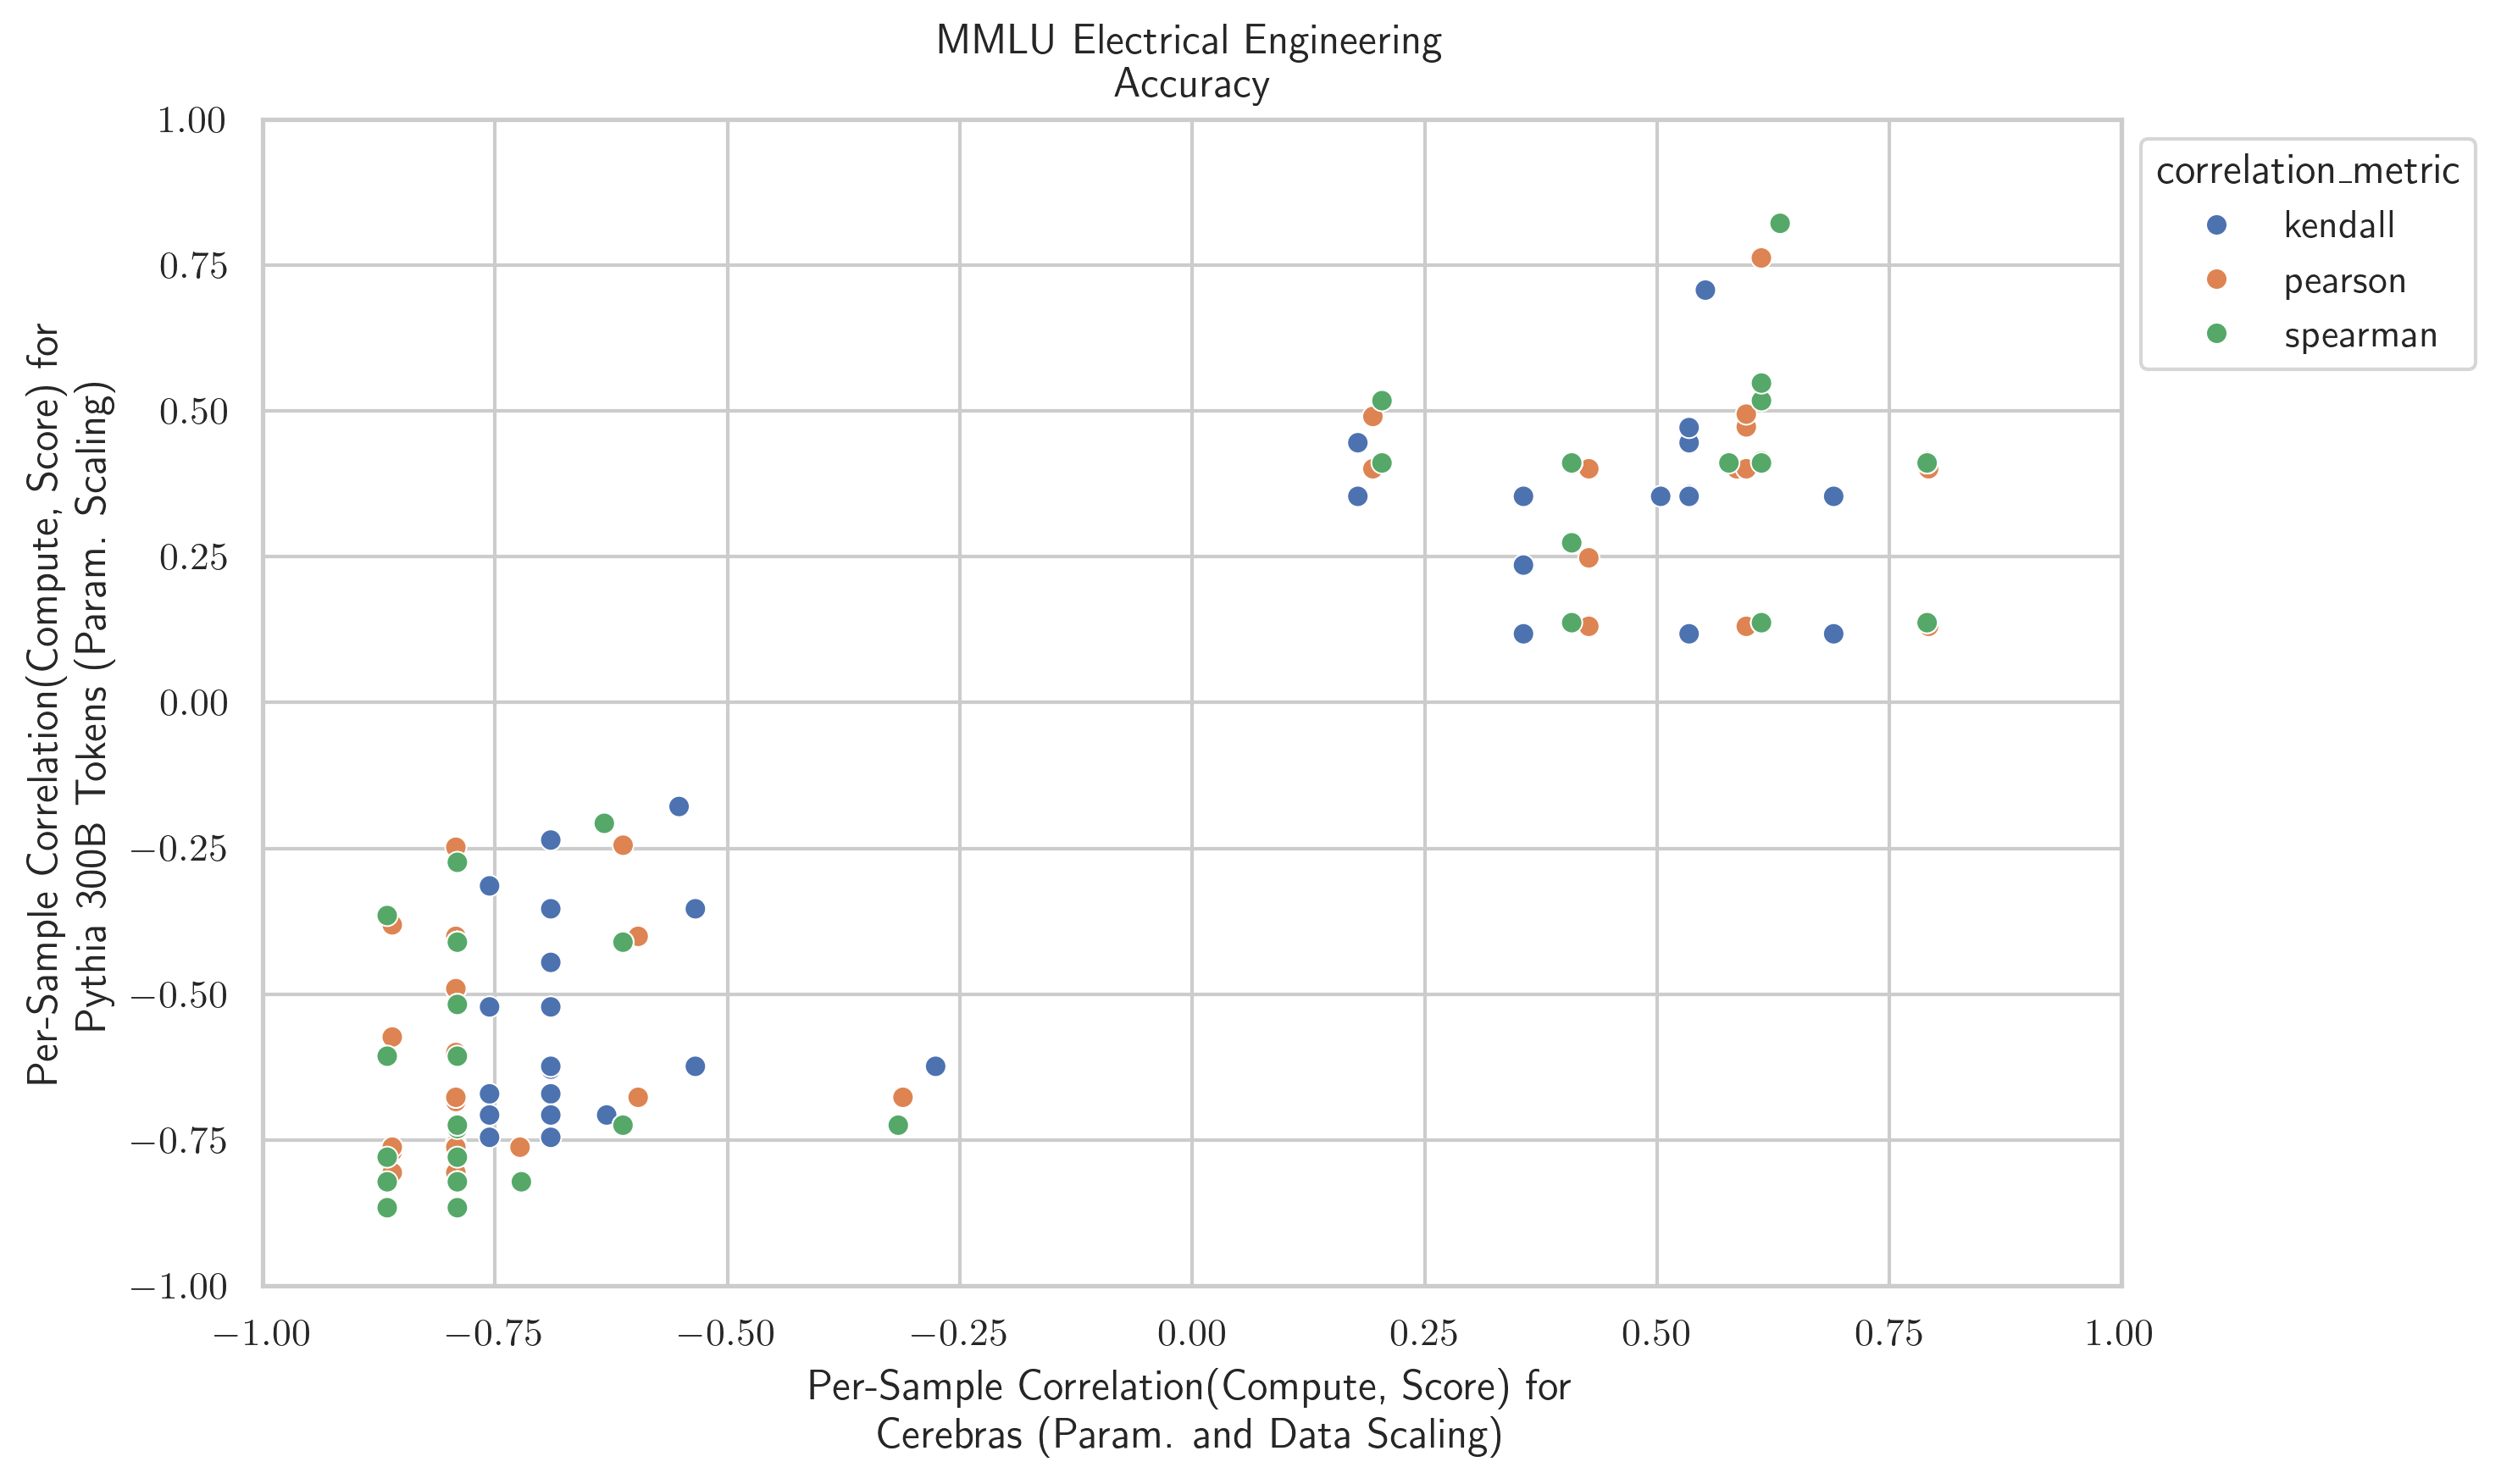 MMLU Electrical Engineering
Accuracy
Per-Sample Correlation(Compute, Score) for
Pythia 300B Tokens (Param. Scaling)
1.00
0.75
0.50
0.25
0.00
−0.25
−0.50
−0.75
−1.00
correlation_metric
kendall
pearson
spearman
−1.00 −0.75 −0.50 −0.25 0.00 0.25 0.50 0.75 1.00
Per-Sample Correlation(Compute, Score) for
Cerebras (Param. and Data Scaling)